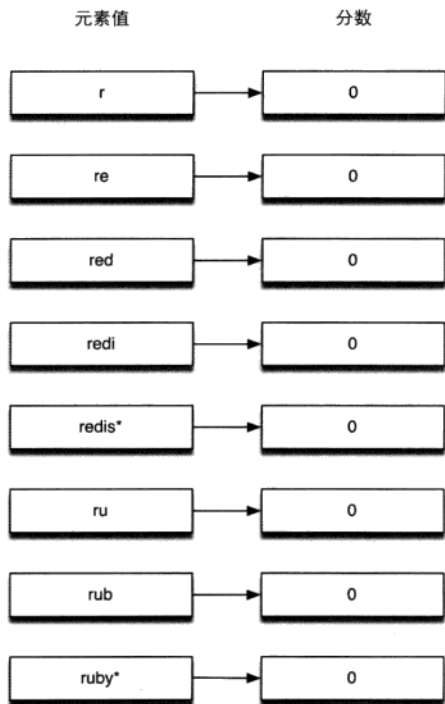 元素值 分数
r 0
re 0
red 0
redi 0
redis* 0
ru 0
rub 0
ruby* 0